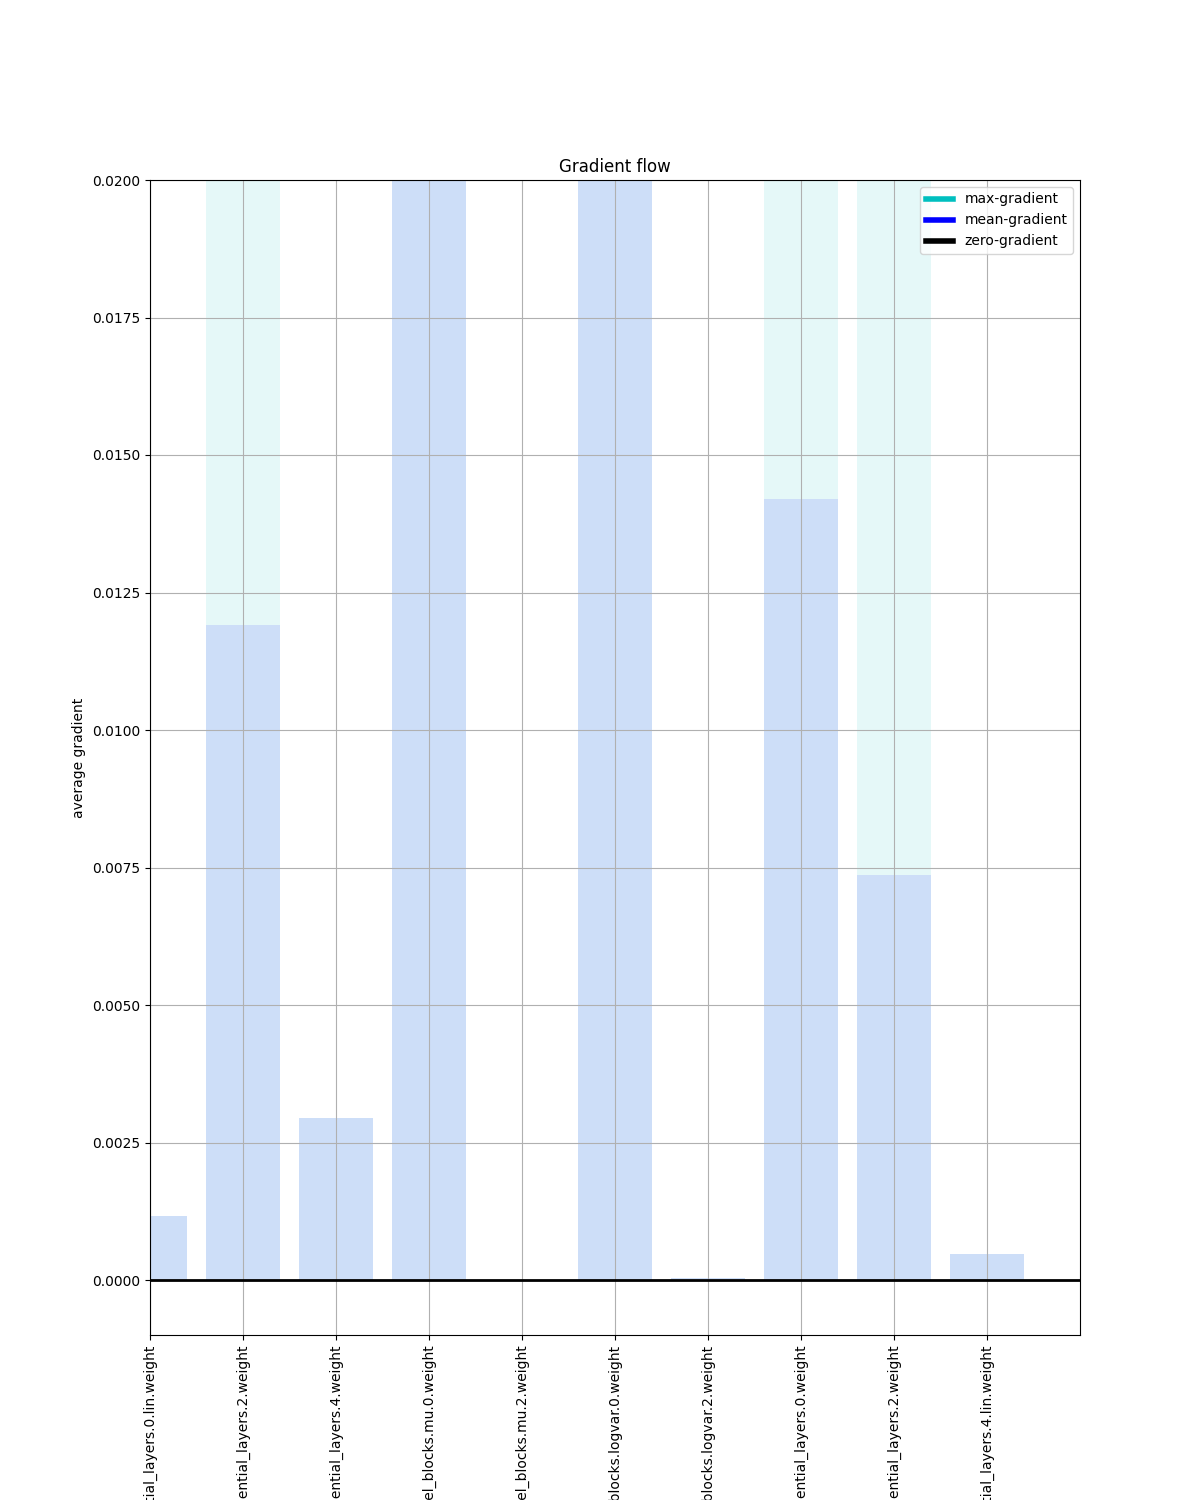 Gradient flow
max-gradient
mean-gradient
zero-gradient
0.0200
0.0175
0.0150
0.0125
0.0100
0.0075
0.0050
0.0025
0.0000
average gradient
tial_layers.0.lin.weight
ential_layers.2.weight
ential_layers.4.weight
el_blocks.mu.0.weight
el_blocks.mu.2.weight
blocks.logvar.0.weight
blocks.logvar.2.weight
ential_layers.0.weight
ential_layers.2.weight
tial_layers.4.lin.weight